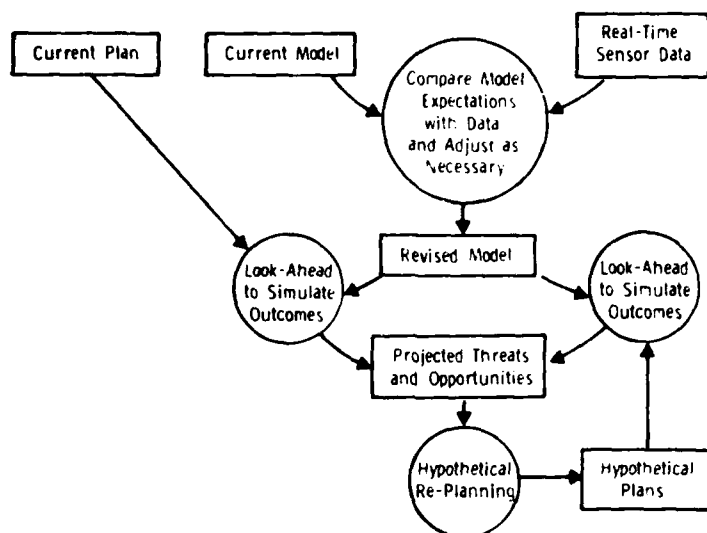 Current Plan
Current Model
Real-Time
Sensor Data
Compare Model
Expectations
with Data
and Adjust as
Necessary
Revised Model
Look-Ahead
to Simulate
Outcomes
Look-Ahead
to Simulate
Outcomes
Projected Threats
and Opportunities
Hypothetical
Re-Planning
Hypothetical
Plans